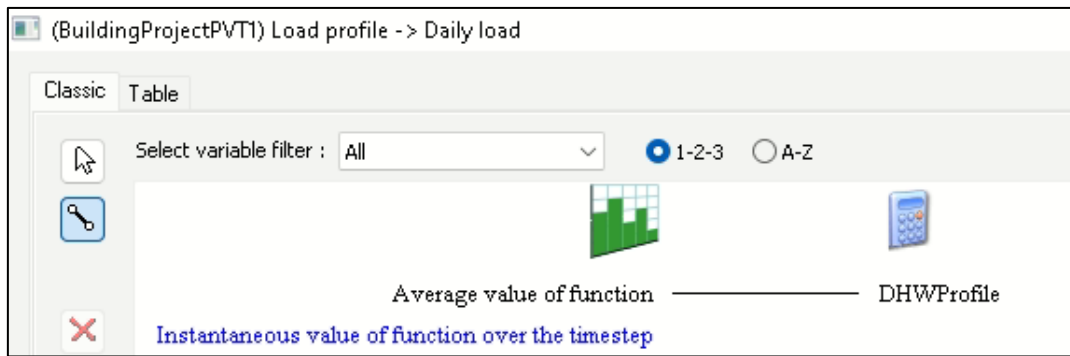 (BuildingProjectPVT1) Load profile -> Daily load
Classic Table
Select variable filter : All 1-2-3 A-Z
Average value of function DHWProfile
Instantaneous value of function over the timestep